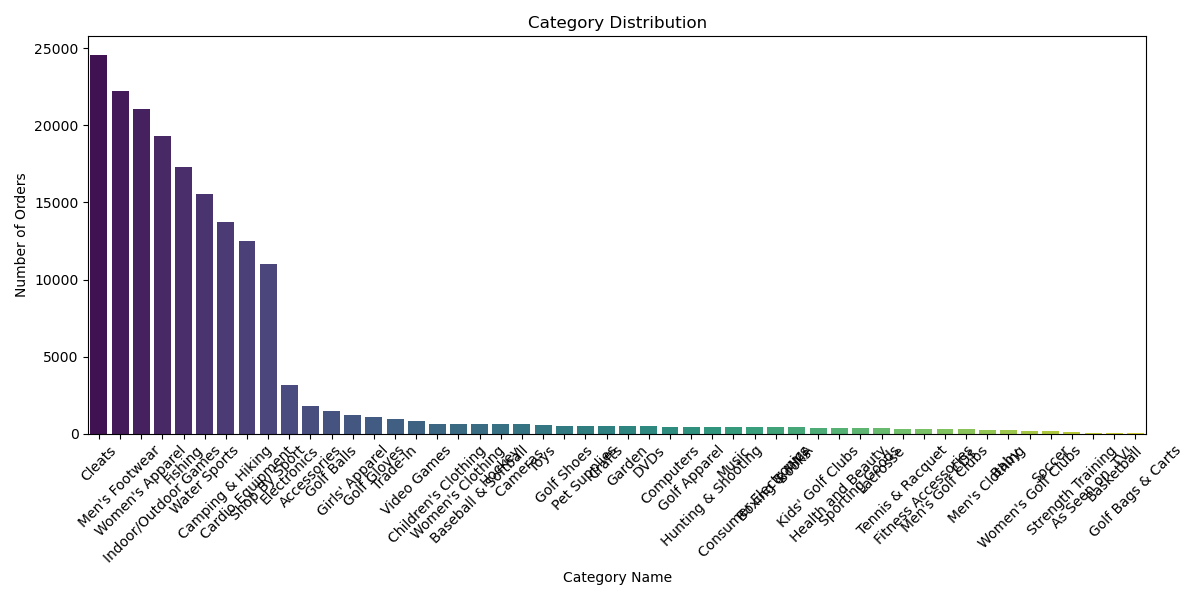 Category Distribution
Number of Orders
25000
20000
15000
10000
5000
0
Cleats
Men's Footwear
Women's Apparel
Indoor/Outdoor Games
Fishing
Water Sports
Camping & Hiking
Cardio Equipment
Shop By Sport
Electronics
Accessories
Golf Balls
Girls' Apparel
Golf Gloves
Trade-In
Video Games
Children's Clothing
Women's Clothing
Baseball & Softball
Hockey
Cameras
Toys
Golf Shoes
Pet Supplies
Crafts
Garden
DVDs
Computers
Golf Apparel
Hunting & Shooting
Music
Consumer Electronics
Boxing & MMA
Books
Kids' Golf Clubs
Health and Beauty
Sporting Goods
Lacrosse
Tennis & Racquet
Fitness Accessories
Men's Golf Clubs
Men's Clothing
Baby
Women's Golf Clubs
Soccer
Strength Training
As Seen on TV!
Basketball
Golf Bags & Carts
Category Name